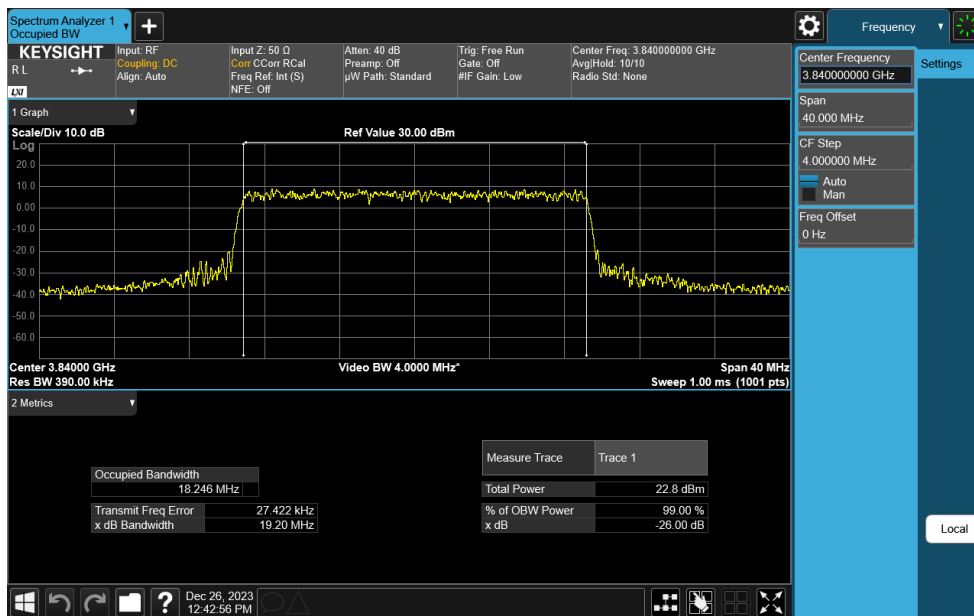 Spectrum Analyzer 1
Occupied BW
+
Frequency
KEYSIGHT
R L
LXI
Input: RF
Coupling: DC
Align: Auto
Input Z: 50 Ω
Corr CCorr RCal
Freq Ref: Int (S)
NFE: Off
Atten: 40 dB
Preamp: Off
µW Path: Standard
Trig: Free Run
Gate: Off
#IF Gain: Low
Center Freq: 3.840000000 GHz
Avg|Hold: 10/10
Radio Std: None
Center Frequency
3.840000000 GHz
Settings
Span
40.000 MHz
CF Step
4.000000 MHz
Auto
Man
Freq Offset
0 Hz
Local
1 Graph
Scale/Div 10.0 dB
Ref Value 30.00 dBm
Log
20.0
10.0
0.00
-10.0
-20.0
-30.0
-40.0
-50.0
-60.0
Center 3.84000 GHz
Video BW 4.0000 MHz*
Span 40 MHz
Res BW 390.00 kHz
Sweep 1.00 ms (1001 pts)
2 Metrics
Measure Trace
Trace 1
Occupied Bandwidth
18.246 MHz
Total Power
22.8 dBm
Transmit Freq Error
27.422 kHz
% of OBW Power
99.00 %
x dB Bandwidth
19.20 MHz
x dB
-26.00 dB
?
Dec 26, 2023
12:42:56 PM